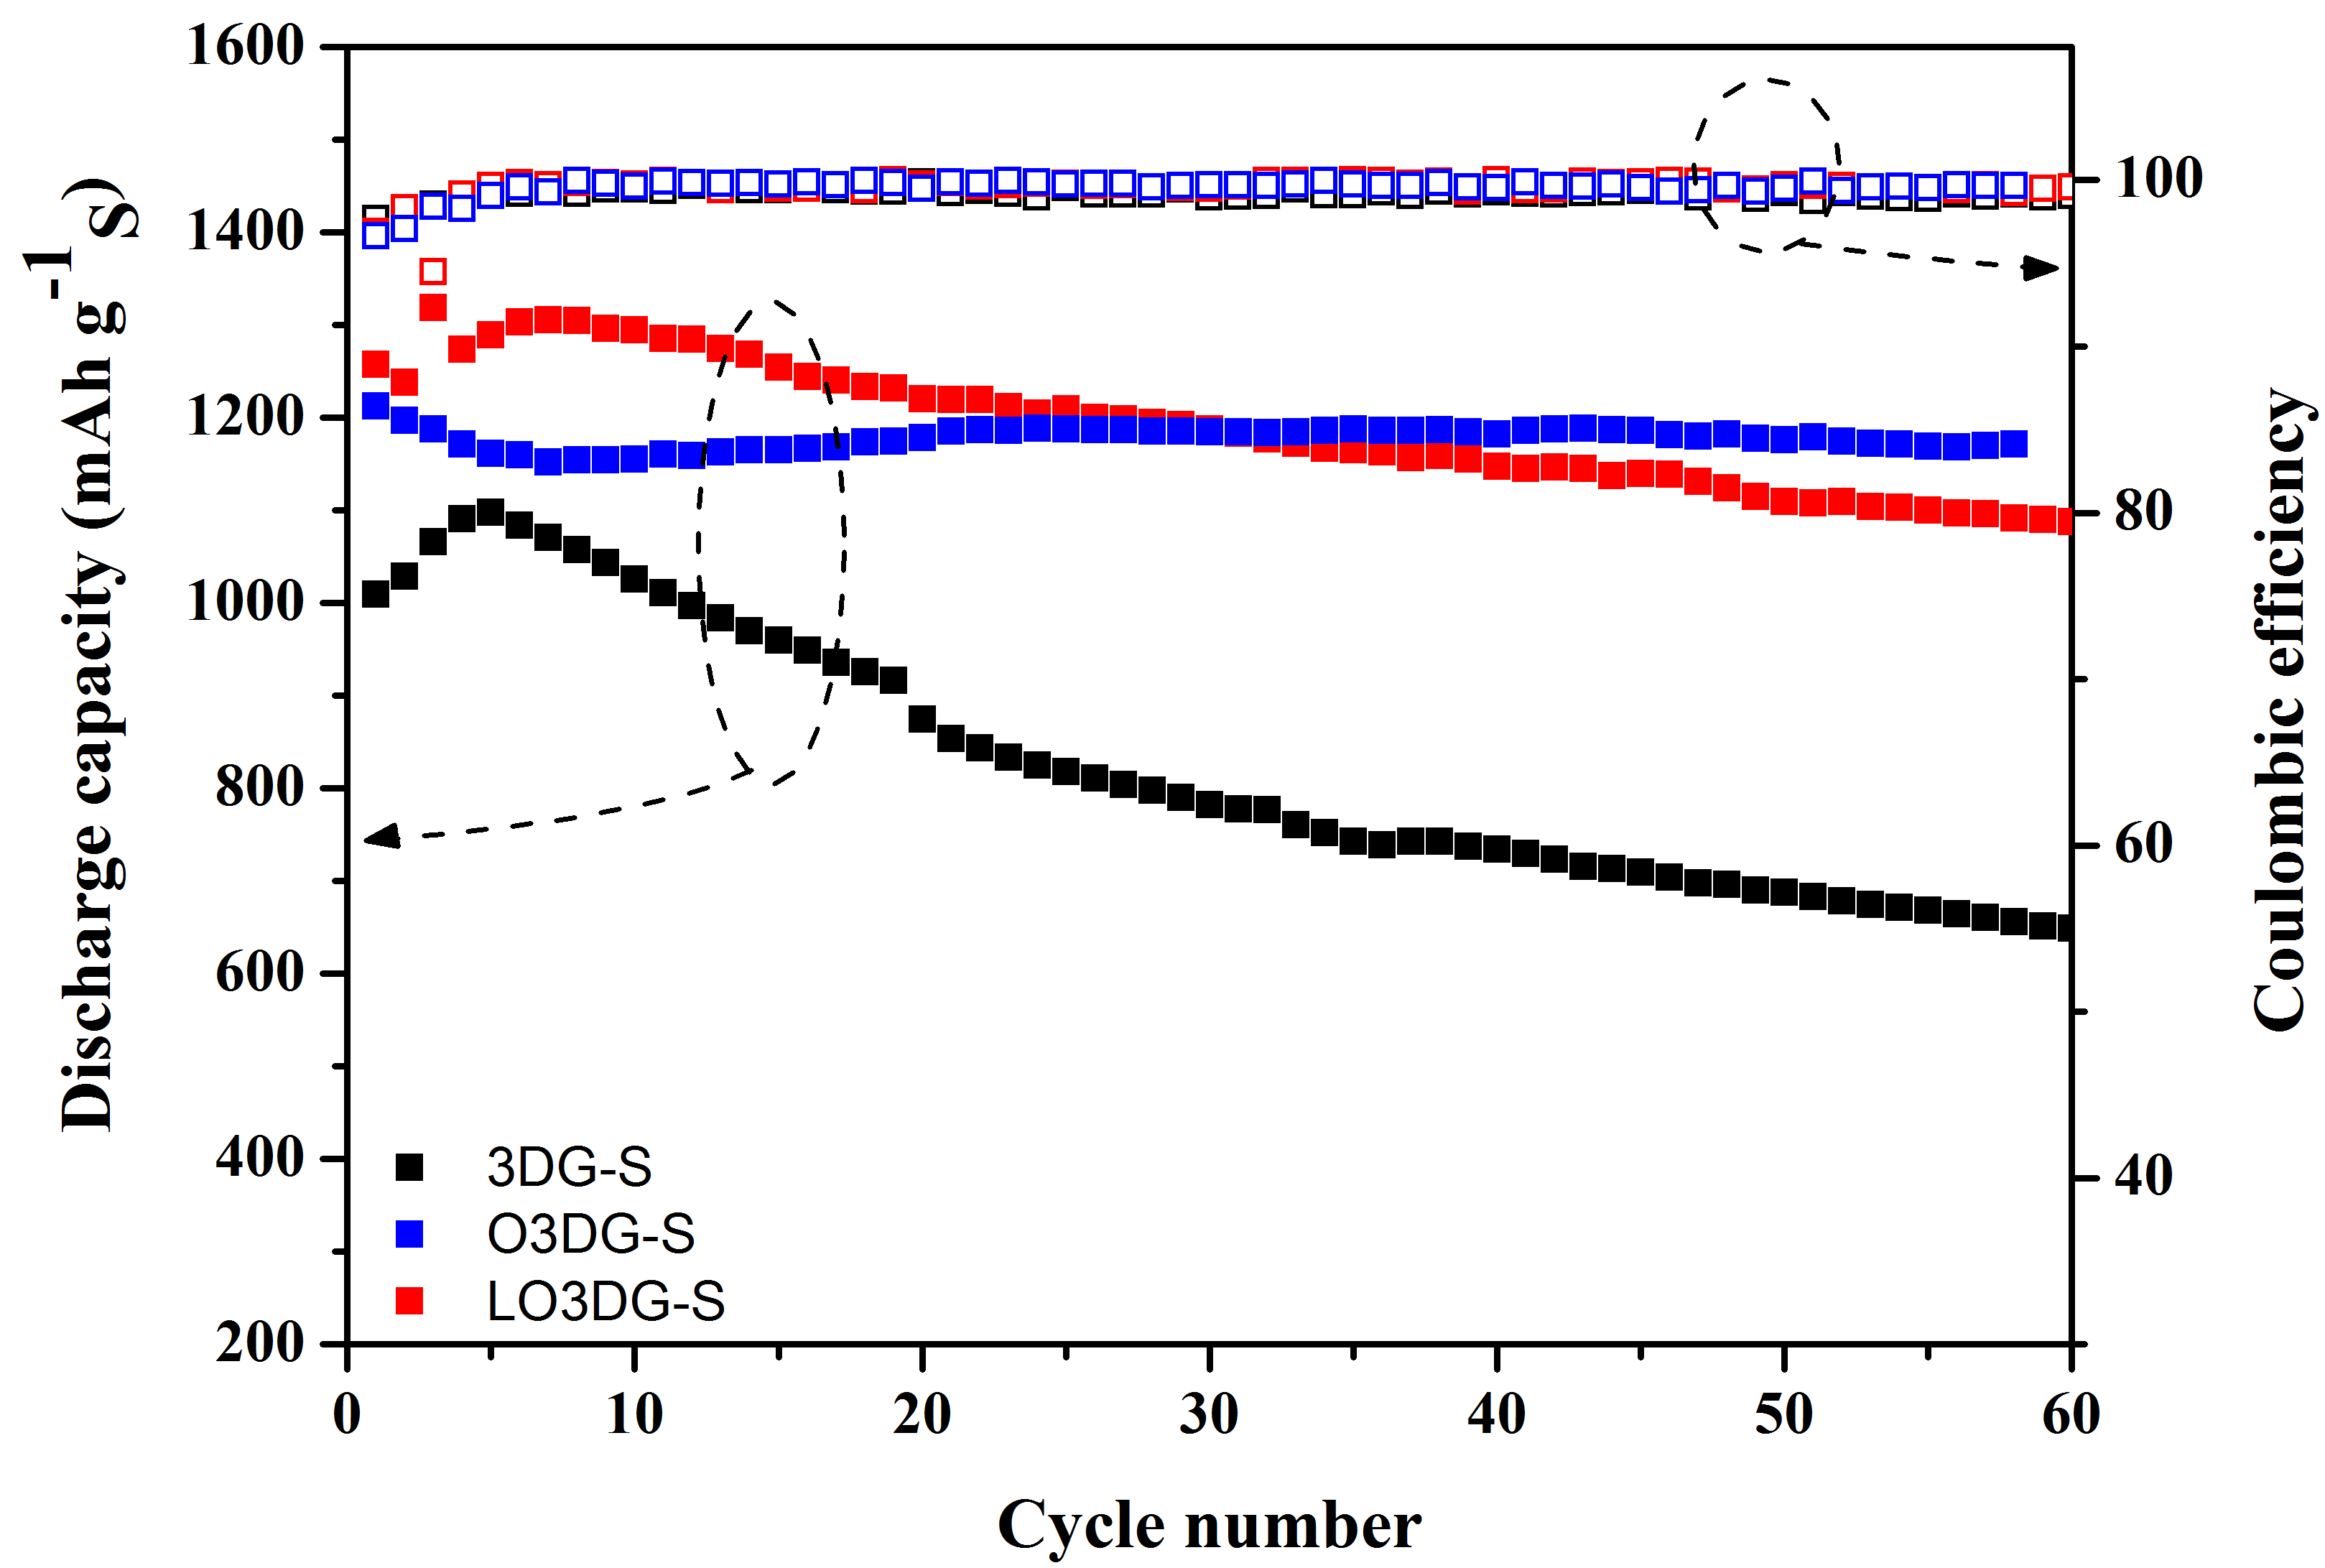 Discharge capacity (mAh g-1 S)
1600
1400
1200
1000
800
600
400
200
3DG-S
O3DG-S
LO3DG-S
0 10 20 30 40 50 60
Cycle number
100
80
60
40
Coulombic efficiency